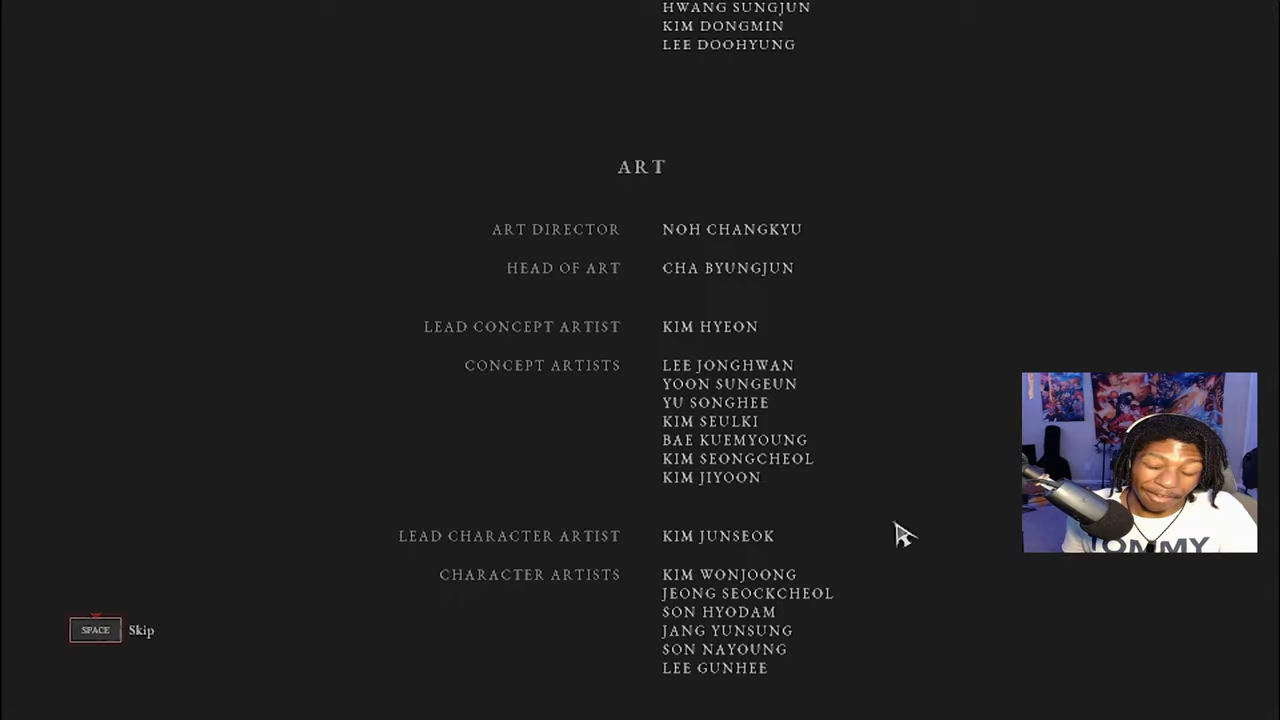 HWANG SUNGJUN
KIM DONGMIN
LEE DOOHYUNG
ART
ART DIRECTOR NOH CHANGKYU
HEAD OF ART CHA BYUNGJUN
LEAD CONCEPT ARTIST KIM HYEON
CONCEPT ARTISTS LEE JONGHWAN
YOON SUNGEUN
YU SONGHEE
KIM SEULKI
BAE KUEMYOUNG
KIM SEONGCHEOL
KIM JIYOON
LEAD CHARACTER ARTIST KIM JUNSEOK
CHARACTER ARTISTS KIM WONJOONG
JEONG SEOCKCHEOL
SON HYODAM
JANG YUNSUNG
SON NAYOUNG
LEE GUNHEE
SPACE Skip
TOMMY